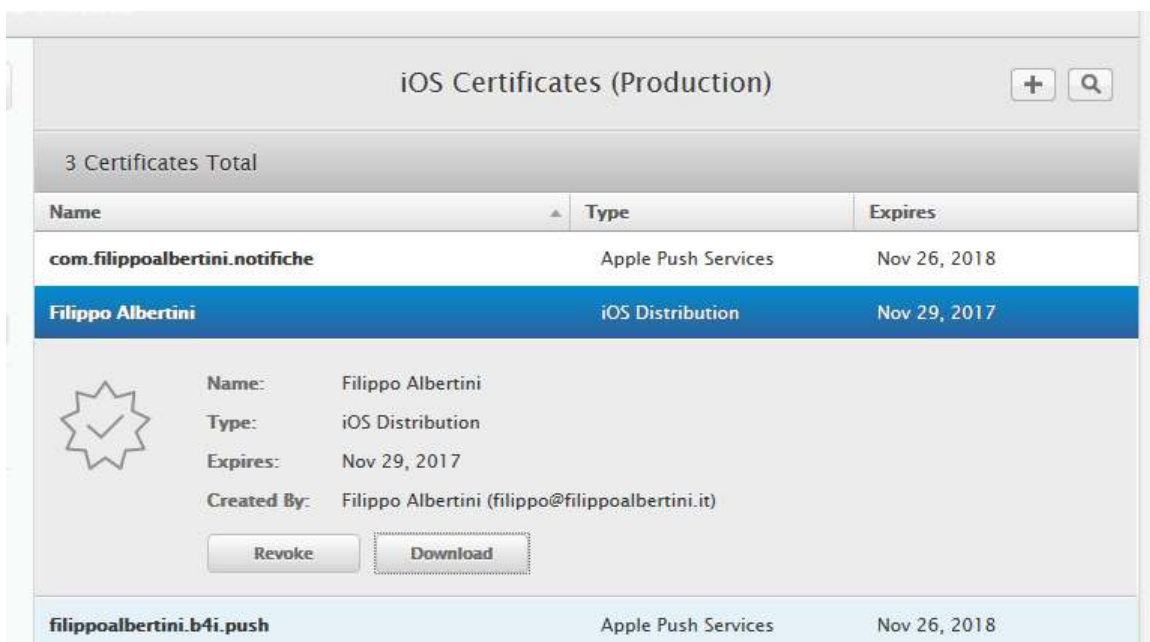 iOS Certificates (Production)
3 Certificates Total
Name Type Expires
com.filippoalbertini.notifiche Apple Push Services Nov 26, 2018
Filippo Albertini iOS Distribution Nov 29, 2017
Name: Filippo Albertini
Type: iOS Distribution
Expires: Nov 29, 2017
Created By: Filippo Albertini (filippo@filippoalbertini.it)
Revoke Download
filippoalbertini.b4i.push Apple Push Services Nov 26, 2018